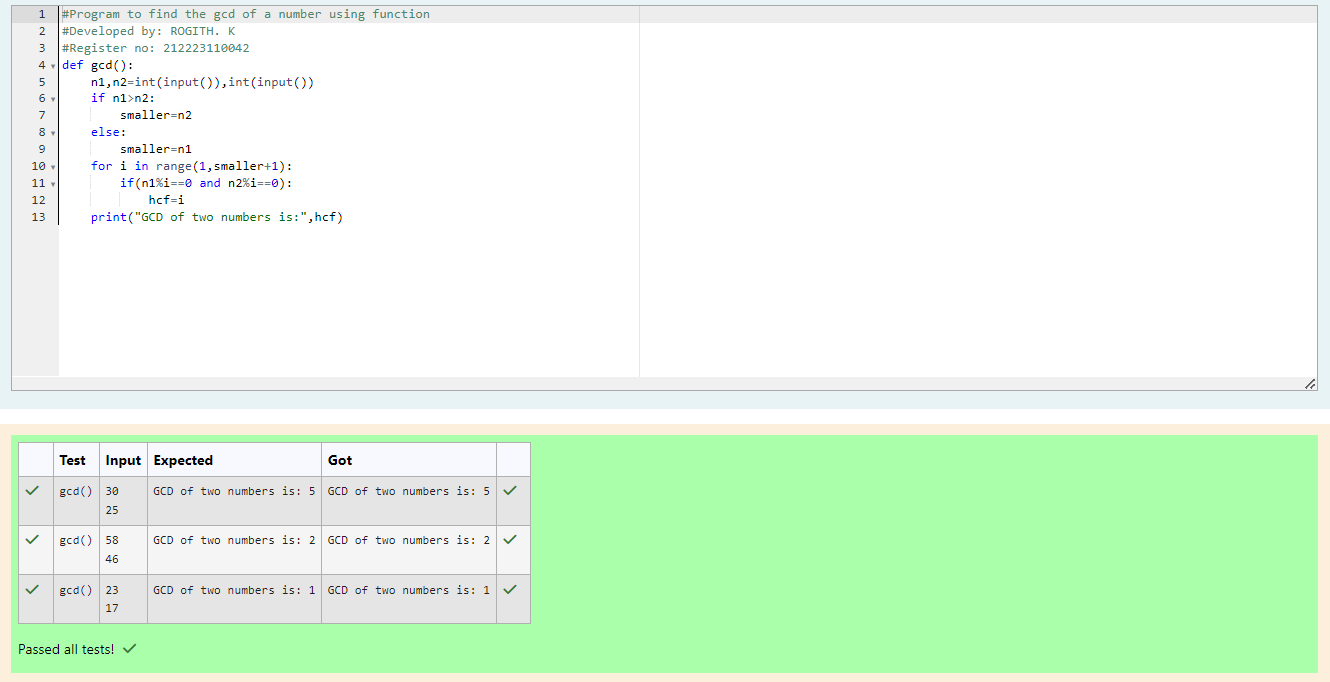 1 #Program to find the gcd of a number using function
2 #Developed by: ROGITH. K
3 #Register no: 212223110042
4 def gcd():
5     n1,n2=int(input()),int(input())
6     if n1>n2:
7         smaller=n2
8     else:
9         smaller=n1
10     for i in range(1,smaller+1):
11         if(n1%i==0 and n2%i==0):
12             hcf=i
13     print("GCD of two numbers is:",hcf)
Test Input Expected Got
✓ gcd() 30 GCD of two numbers is: 5 GCD of two numbers is: 5 ✓
25
✓ gcd() 58 GCD of two numbers is: 2 GCD of two numbers is: 2 ✓
46
✓ gcd() 23 GCD of two numbers is: 1 GCD of two numbers is: 1 ✓
17
Passed all tests! ✓